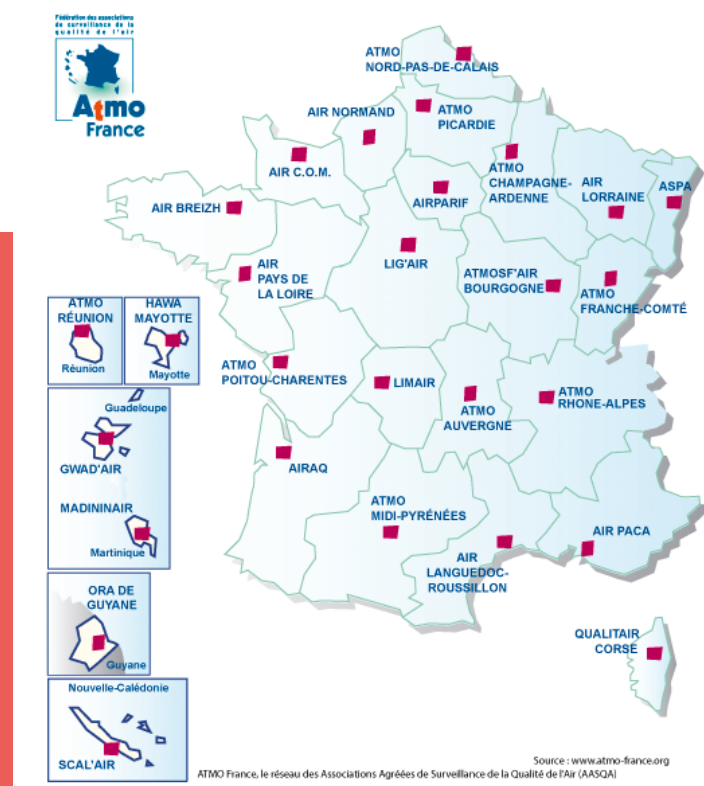 Fédération des associations
de surveillance de la
qualité de l'air
Atmo
France
ATMO
NORD-PAS-DE-CALAIS
AIR NORMAND
ATMO
PICARDIE
AIR C.O.M.
ATMO
CHAMPAGNE-
ARDENNE
AIR
LORRAINE
ASPA
AIRPARIF
AIR BREIZH
AIR
PAYS DE
LA LOIRE
LIG'AIR
ATMOSF'AIR
BOURGOGNE
ATMO
FRANCHE-COMTÉ
ATMO
RÉUNION
Rèunion
HAWA
MAYOTTE
Mayotte
ATMO
POITOU-CHARENTES
LIMAIR
ATMO
AUVERGNE
ATMO
RHONE-ALPES
Guadeloupe
GWAD'AIR
MADININAIR
Martinique
AIRAQ
ATMO
MIDI-PYRÉNÉES
AIR
LANGUEDOC-
ROUSSILLON
AIR PACA
ORA DE
GUYANE
Guyane
QUALITAIR
CORSE
Nouvelle-Calédonie
SCAL'AIR
Source : www.atmo-france.org
ATMO France, le réseau des Associations Agréées de Surveillance de la Qualité de l'Air (AASQA)